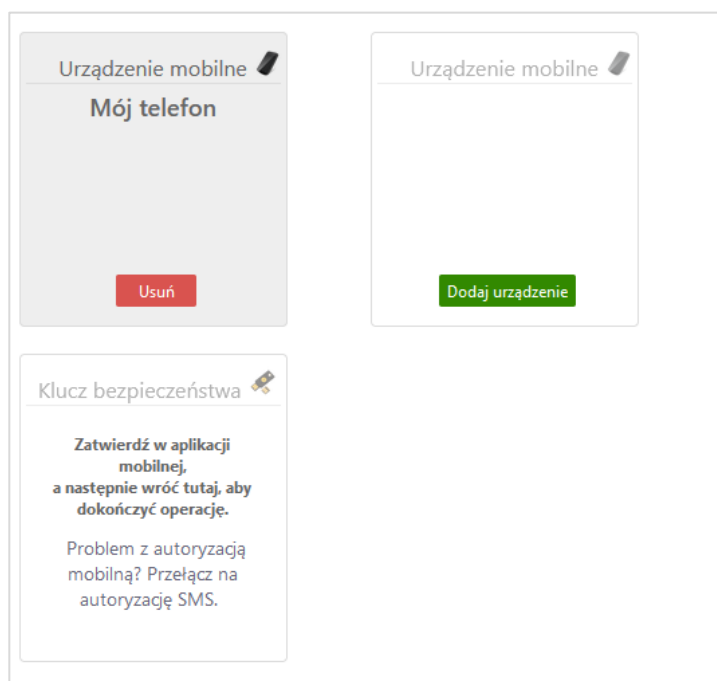 Urządzenie mobilne
Mój telefon
Usuń
Urządzenie mobilne
Dodaj urządzenie
Klucz bezpieczeństwa
Zatwierdź w aplikacji
mobilnej,
a następnie wróć tutaj, aby
dokończyć operację.
Problem z autoryzacją
mobilną? Przełącz na
autoryzację SMS.